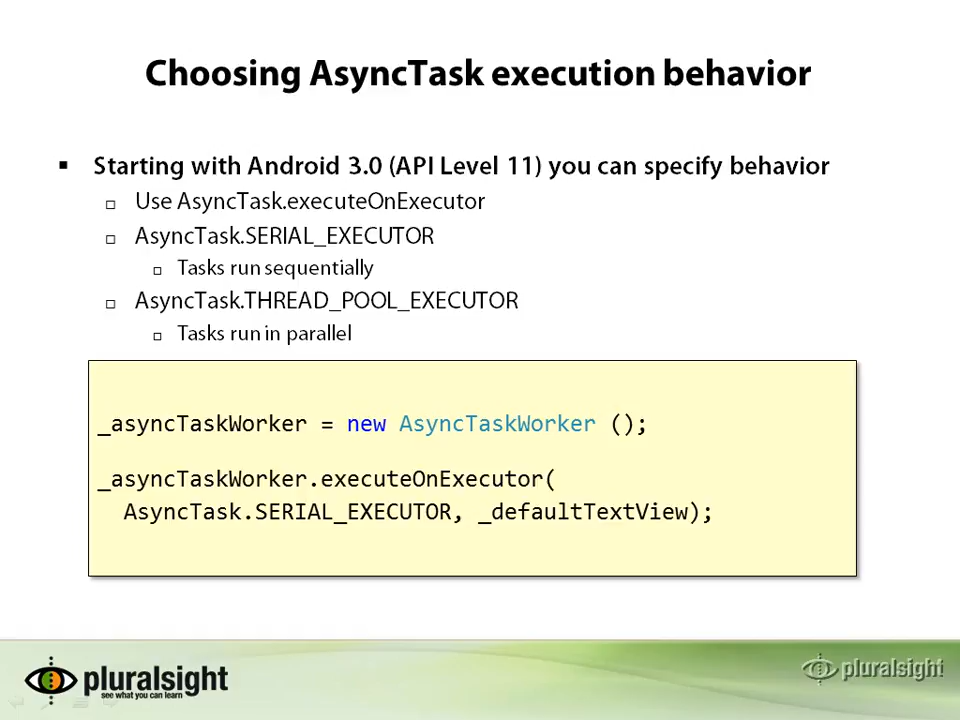 Choosing AsyncTask execution behavior
Starting with Android 3.0 (API Level 11) you can specify behavior
Use AsyncTask.executeOnExecutor
AsyncTask.SERIAL_EXECUTOR
Tasks run sequentially
AsyncTask.THREAD_POOL_EXECUTOR
Tasks run in parallel
_asyncTaskWorker = new AsyncTaskWorker ();
_asyncTaskWorker.executeOnExecutor(
AsyncTask.SERIAL_EXECUTOR, _defaultTextView);
pluralsight
see what you can learn
pluralsight